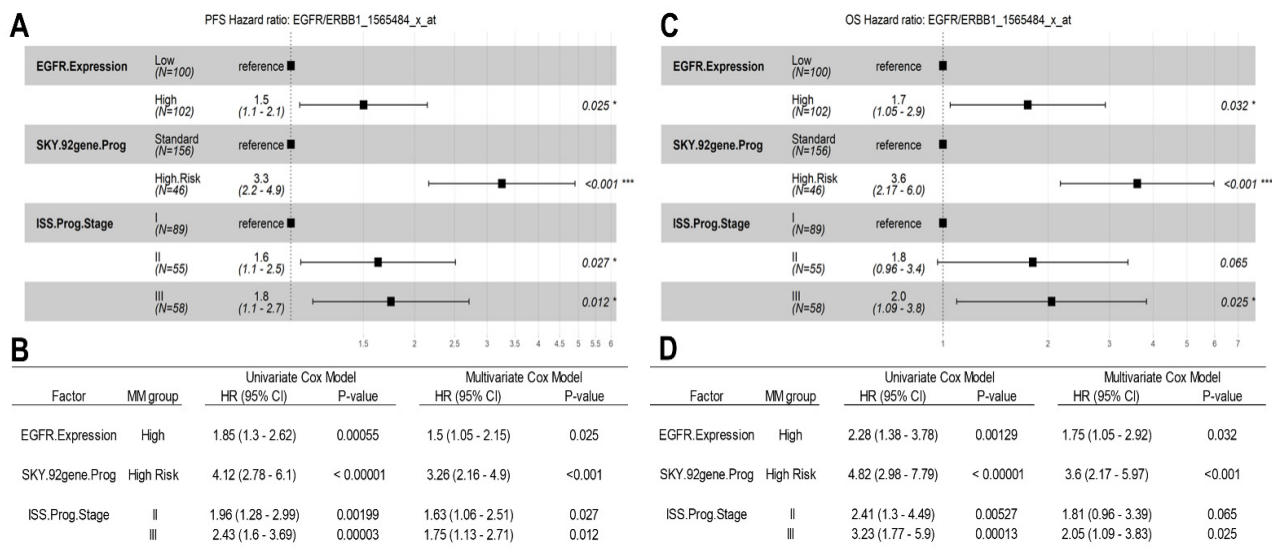 A
PFS Hazard ratio: EGFR/ERBB1_1565484_x_at
EGFR.Expression Low (N=100) reference
High (N=102) 1.5 (1.1 - 2.1) 0.025 *
SKY.92gene.Prog Standard (N=156) reference
High.Risk (N=46) 3.3 (2.2 - 4.9) <0.001 ***
ISS.Prog.Stage I (N=89) reference
II (N=55) 1.6 (1.1 - 2.5) 0.027 *
III (N=58) 1.8 (1.1 - 2.7) 0.012 *
1.5 2 2.5 3 3.5 4 4.5 5 5.5 6
C
OS Hazard ratio: EGFR/ERBB1_1565484_x_at
EGFR.Expression Low (N=100) reference
High (N=102) 1.7 (1.05 - 2.9) 0.032 *
SKY.92gene.Prog Standard (N=156) reference
High.Risk (N=46) 3.6 (2.17 - 6.0) <0.001 ***
ISS.Prog.Stage I (N=89) reference
II (N=55) 1.8 (0.96 - 3.4) 0.065
III (N=58) 2.0 (1.09 - 3.8) 0.025 *
1 2 3 4 5 6 7
B
Univariate Cox Model Multivariate Cox Model
Factor MM group HR (95% CI) P-value HR (95% CI) P-value
EGFR.Expression High 1.85 (1.3 - 2.62) 0.00055 1.5 (1.05 - 2.15) 0.025
SKY.92gene.Prog High Risk 4.12 (2.78 - 6.1) < 0.00001 3.26 (2.16 - 4.9) <0.001
ISS.Prog.Stage II 1.96 (1.28 - 2.99) 0.00199 1.63 (1.06 - 2.51) 0.027
III 2.43 (1.6 - 3.69) 0.00003 1.75 (1.13 - 2.71) 0.012
D
Univariate Cox Model Multivariate Cox Model
Factor MM group HR (95% CI) P-value HR (95% CI) P-value
EGFR.Expression High 2.28 (1.38 - 3.78) 0.00129 1.75 (1.05 - 2.92) 0.032
SKY.92gene.Prog High Risk 4.82 (2.98 - 7.79) < 0.00001 3.6 (2.17 - 5.97) <0.001
ISS.Prog.Stage II 2.41 (1.3 - 4.49) 0.00527 1.81 (0.96 - 3.39) 0.065
III 3.23 (1.77 - 5.9) 0.00013 2.05 (1.09 - 3.83) 0.025